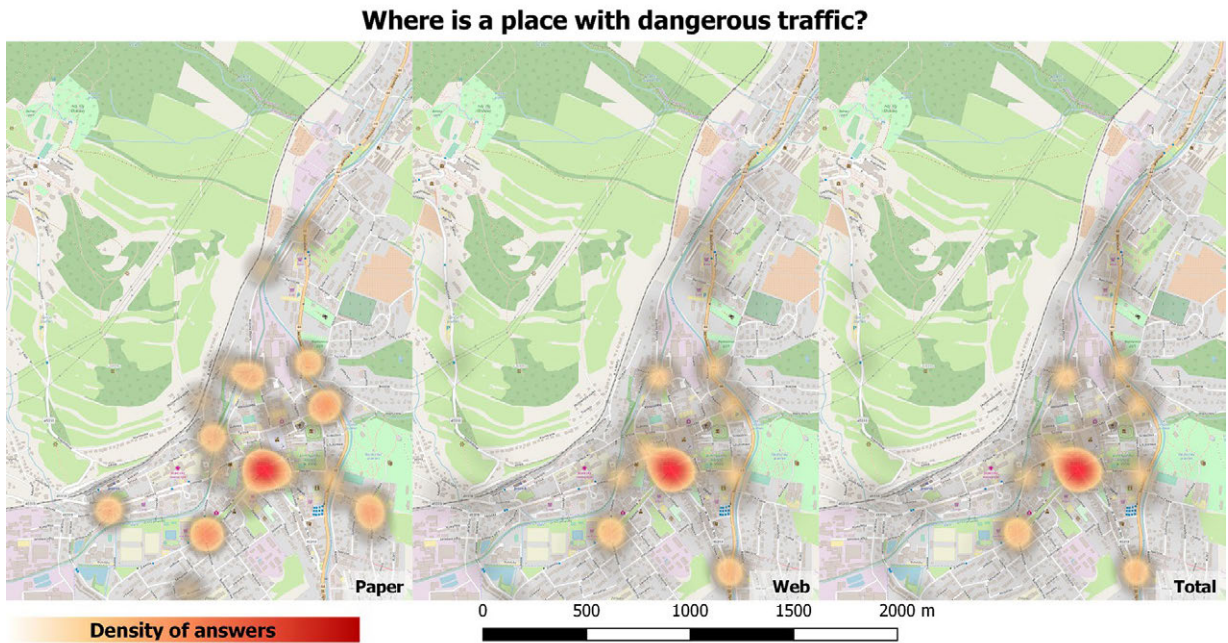 Where is a place with dangerous traffic?
Paper
Web
Total
Density of answers
0 500 1000 1500 2000 m